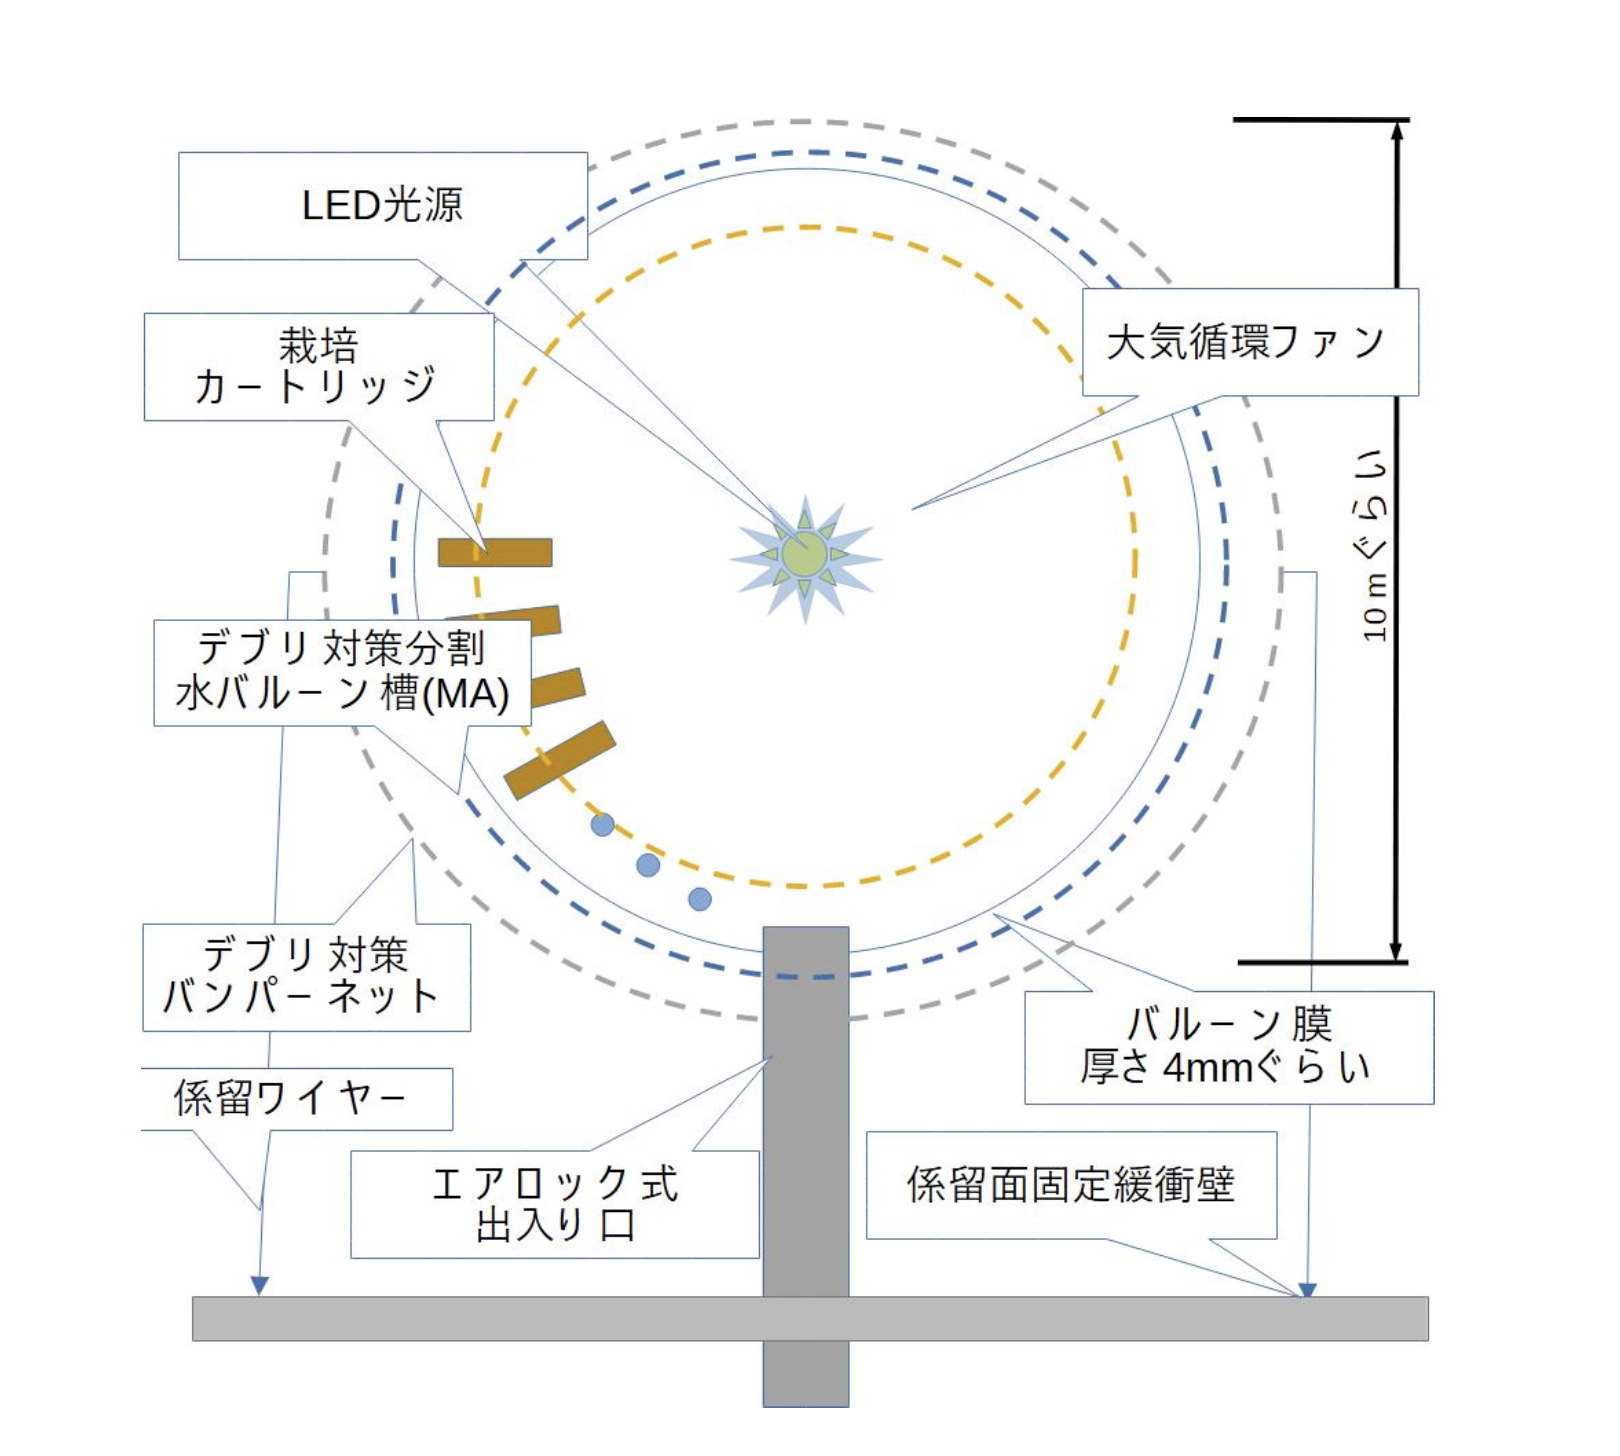 LED光源
大気循環ファン
栽培
カートリッジ
10mぐらい
デブリ対策分割
水バルーン槽(MA)
デブリ対策
バンパーネット
バルーン膜
厚さ4mmぐらい
係留ワイヤー
エアロック式
出入り口
係留面固定緩衝壁